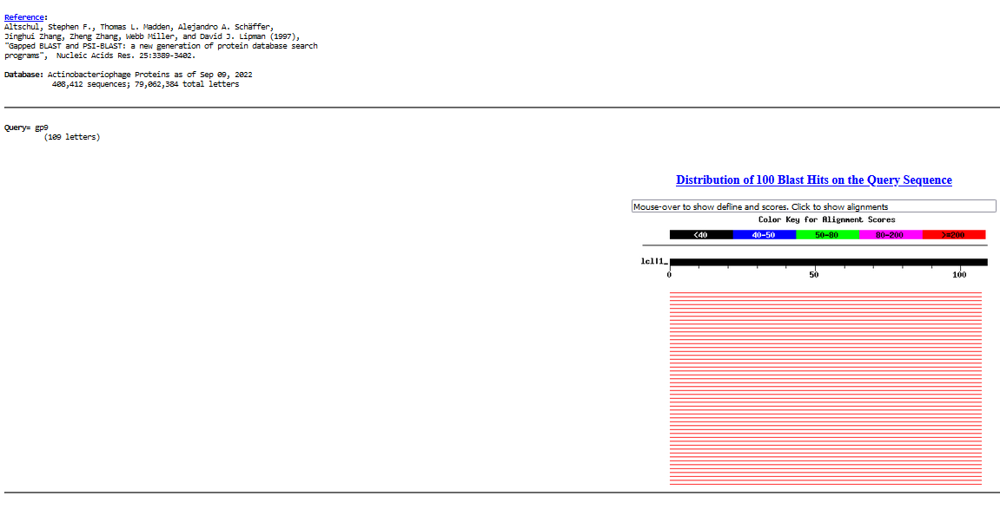 Reference:
Altschul, Stephen F., Thomas L. Madden, Alejandro A. Schäffer,
Jinghui Zhang, Zheng Zhang, Webb Miller, and David J. Lipman (1997),
"Gapped BLAST and PSI-BLAST: a new generation of protein database search
programs",  Nucleic Acids Res. 25:3389-3402.
Database: Actinobacteriophage Proteins as of Sep 09, 2022
408,412 sequences; 79,062,384 total letters
Query= gp9
(109 letters)
Distribution of 100 Blast Hits on the Query Sequence
Mouse-over to show defline and scores. Click to show alignments
Color Key for Alignment Scores
<40 40-50 50-80 80-200 >=200
lcl|1_
0 50 100